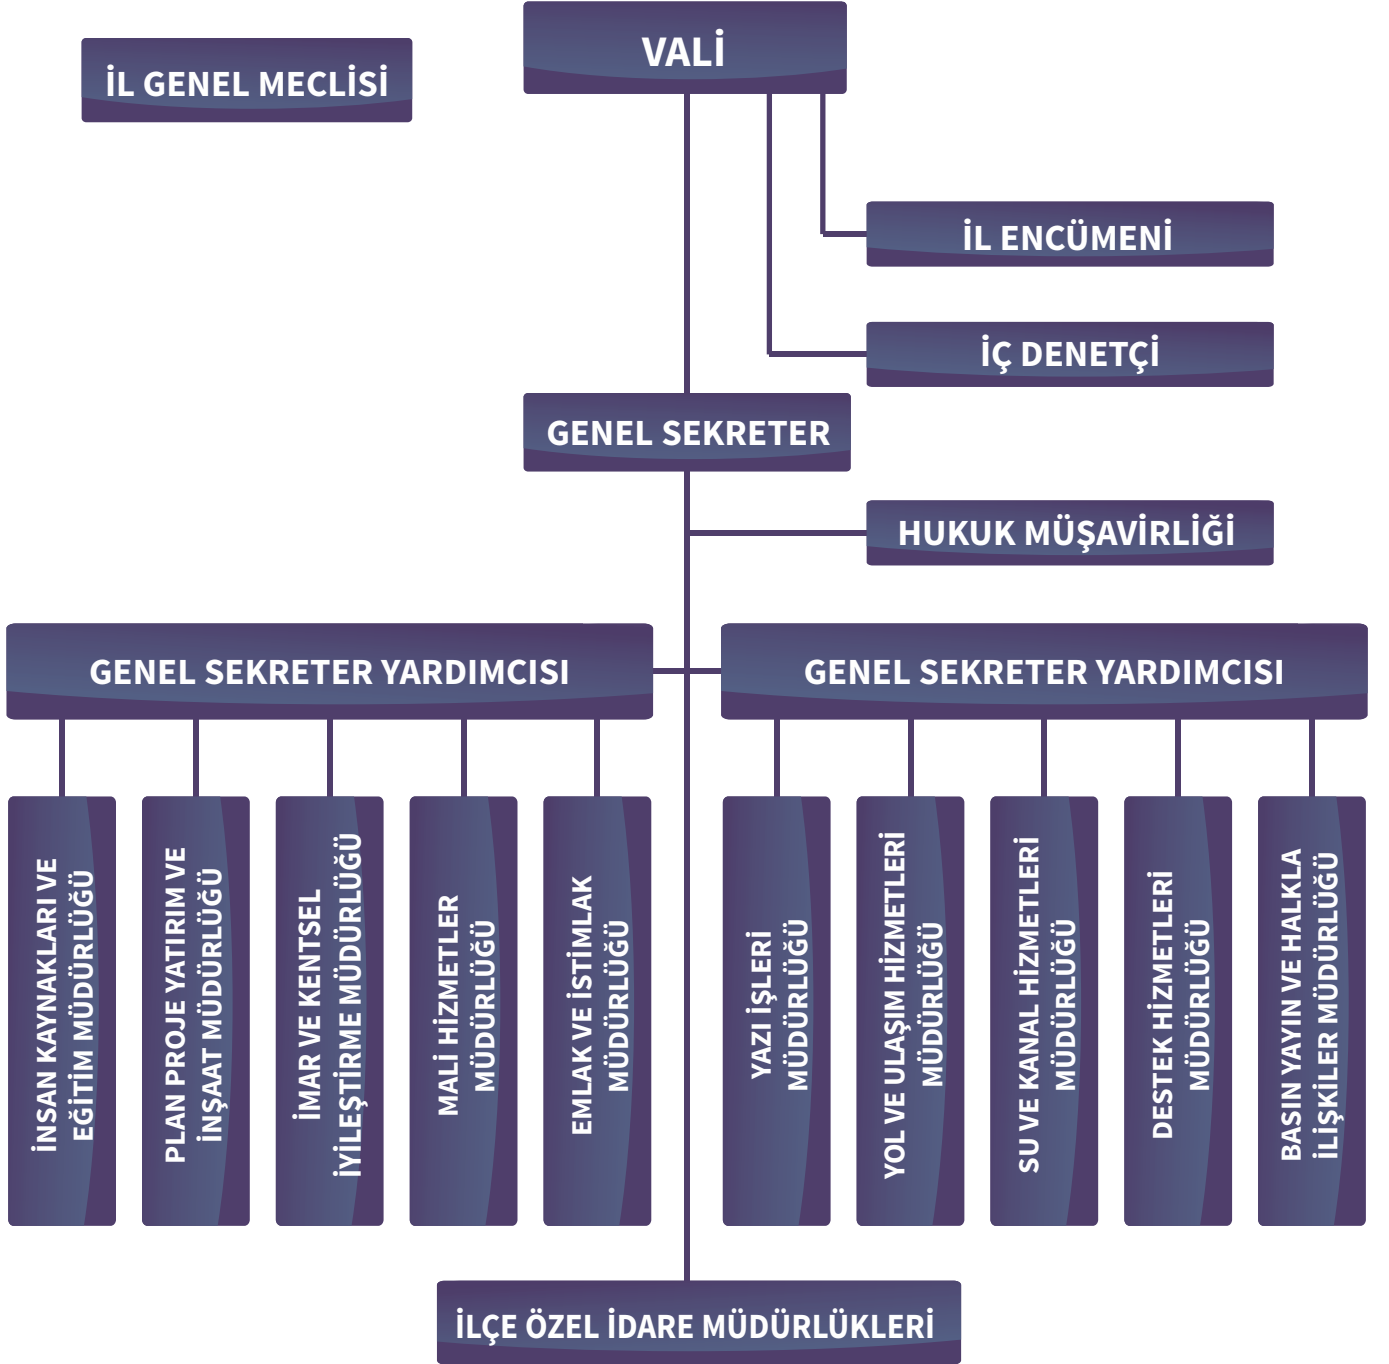 VALİ
İL GENEL MECLİSİ
İL ENCÜMENİ
İÇ DENETÇİ
GENEL SEKRETER
HUKUK MÜŞAVİRLİĞİ
GENEL SEKRETER YARDIMCISI
GENEL SEKRETER YARDIMCISI
İNSAN KAYNAKLARI VE
EĞİTİM MÜDÜRLÜĞÜ
PLAN PROJE YATIRIM VE
İNŞAAT MÜDÜRLÜĞÜ
İMAR VE KENTSEL
İYİLEŞTİRME MÜDÜRLÜĞÜ
MALİ HİZMETLER
MÜDÜRLÜĞÜ
EMLAK VE İSTİMLAK
MÜDÜRLÜĞÜ
YAZI İŞLERİ
MÜDÜRLÜĞÜ
YOL VE ULAŞIM HİZMETLERİ
MÜDÜRLÜĞÜ
SU VE KANAL HİZMETLERİ
MÜDÜRLÜĞÜ
DESTEK HİZMETLERİ
MÜDÜRLÜĞÜ
BASIN YAYIN VE HALKLA
İLİŞKİLER MÜDÜRLÜĞÜ
İLÇE ÖZEL İDARE MÜDÜRLÜKLERİ